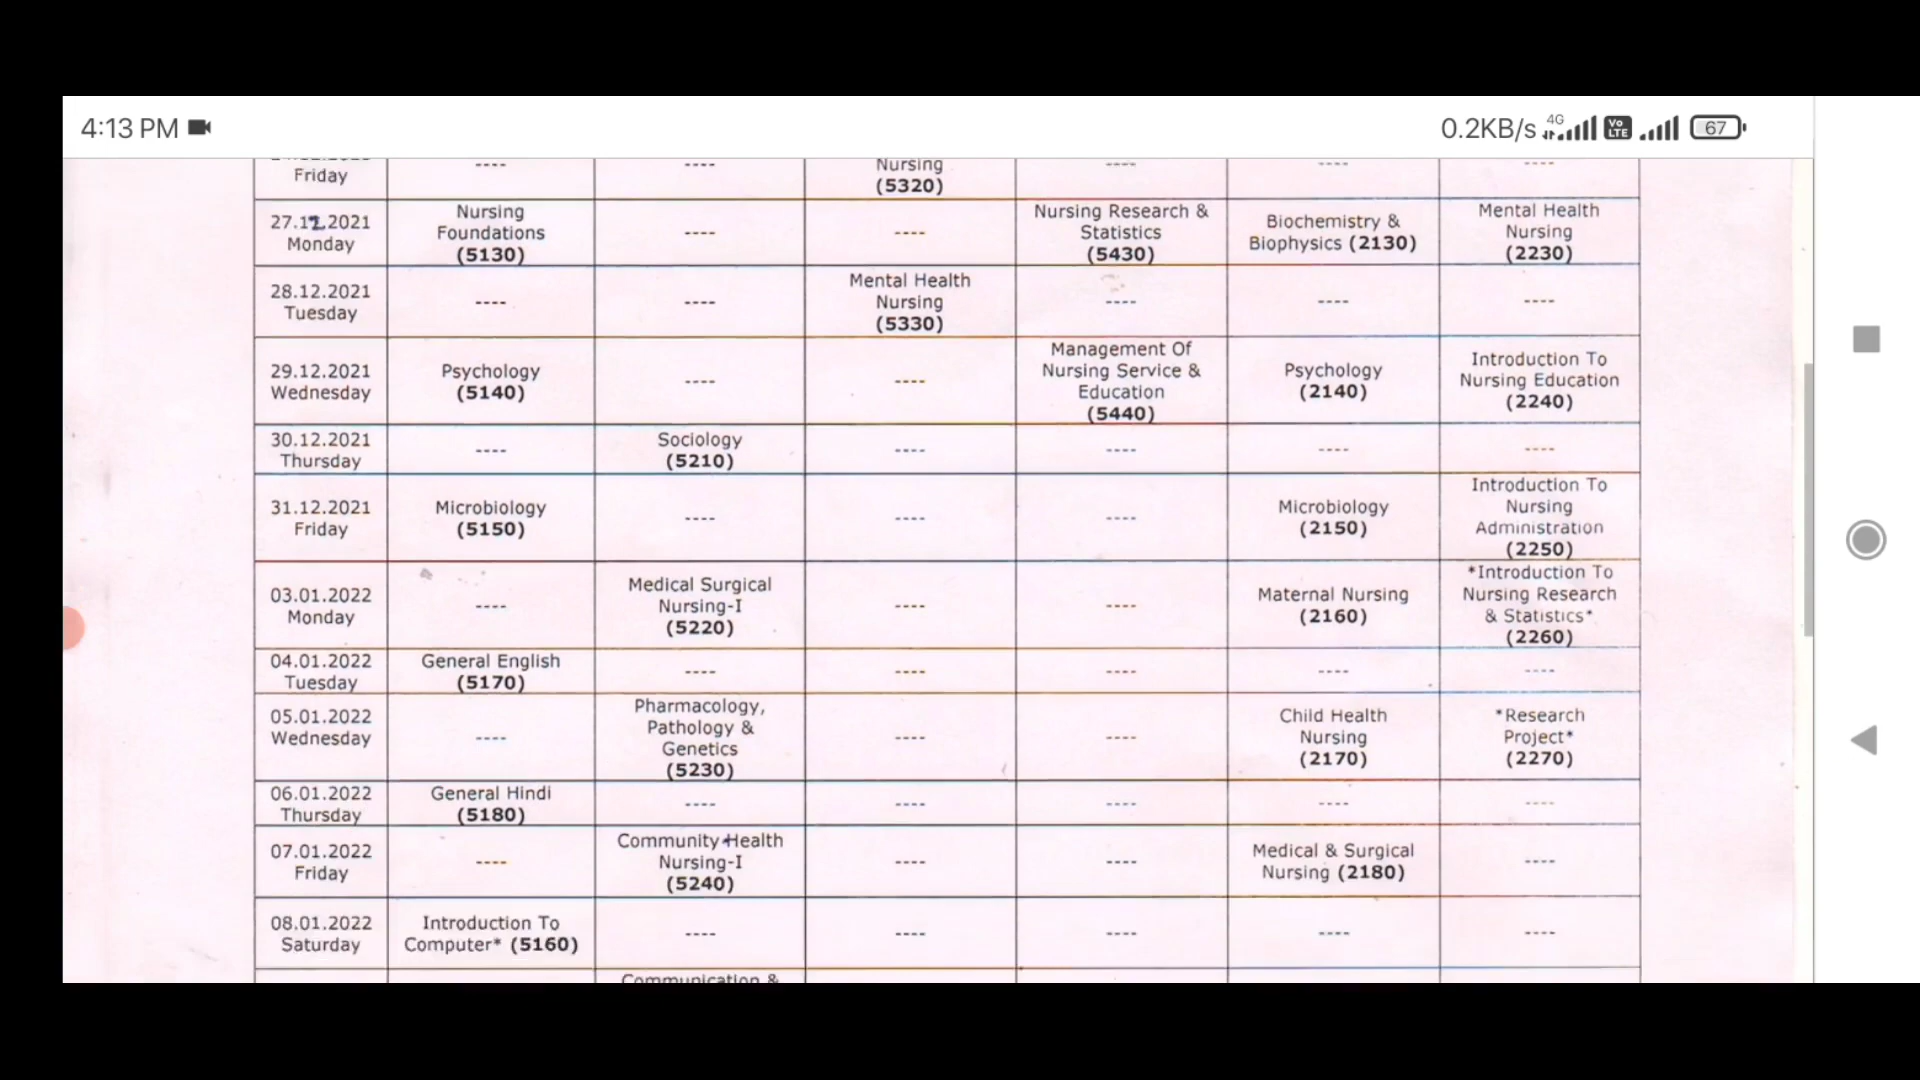 4:13 PM
0.2KB/s 4G Vo LTE 67
Friday ---- ---- Nursing ---- ---- ----
(5320)
27.12.2021 Monday
Nursing Foundations (5130)
----
----
Nursing Research & Statistics (5430)
Biochemistry & Biophysics (2130)
Mental Health Nursing (2230)
28.12.2021 Tuesday
----
----
Mental Health Nursing (5330)
----
----
----
29.12.2021 Wednesday
Psychology (5140)
----
----
Management Of Nursing Service & Education (5440)
Psychology (2140)
Introduction To Nursing Education (2240)
30.12.2021 Thursday
----
Sociology (5210)
----
----
----
----
31.12.2021 Friday
Microbiology (5150)
----
----
----
Microbiology (2150)
Introduction To Nursing Administration (2250)
03.01.2022 Monday
----
Medical Surgical Nursing-I (5220)
----
----
Maternal Nursing (2160)
*Introduction To Nursing Research & Statistics* (2260)
04.01.2022 Tuesday
General English (5170)
----
----
----
----
----
05.01.2022 Wednesday
----
Pharmacology, Pathology & Genetics (5230)
----
----
Child Health Nursing (2170)
*Research Project* (2270)
06.01.2022 Thursday
General Hindi (5180)
----
----
----
----
----
07.01.2022 Friday
----
Community Health Nursing-I (5240)
----
----
Medical & Surgical Nursing (2180)
----
08.01.2022 Saturday
Introduction To Computer* (5160)
----
----
----
----
----
Communication &